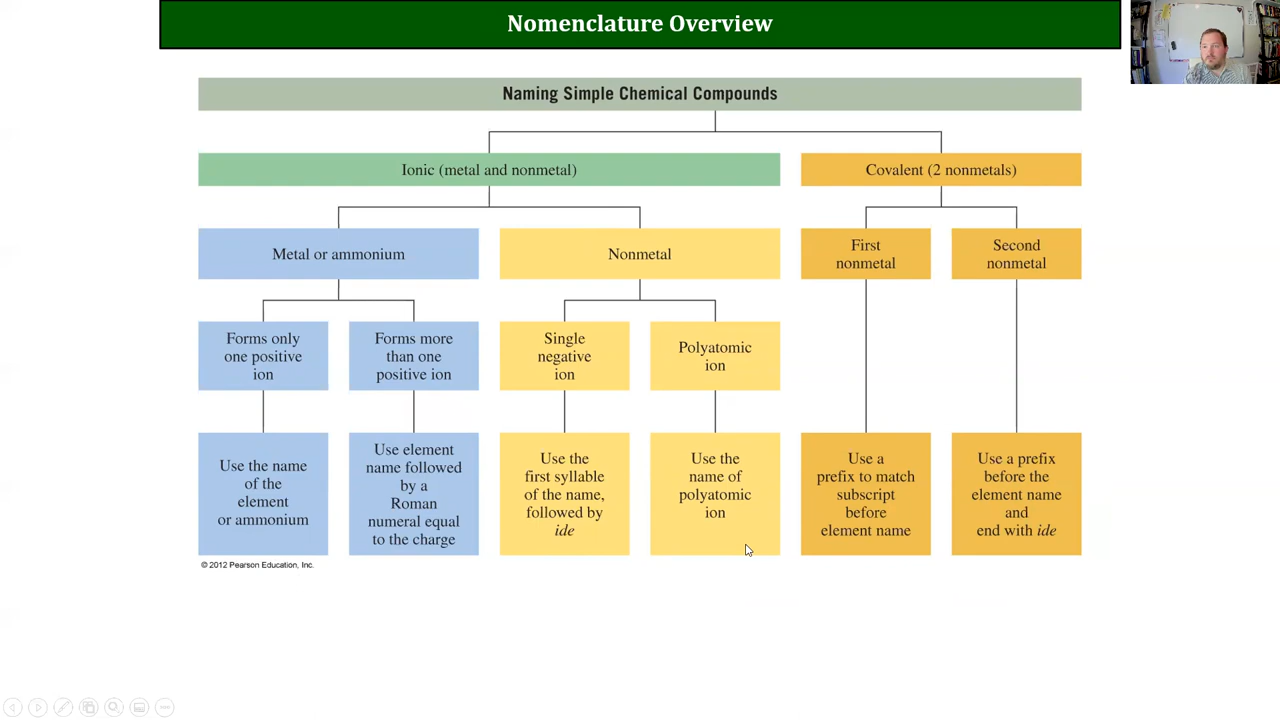 Nomenclature Overview
Naming Simple Chemical Compounds
Ionic (metal and nonmetal)
Covalent (2 nonmetals)
Metal or ammonium
Nonmetal
First
nonmetal
Second
nonmetal
Forms only
one positive
ion
Forms more
than one
positive ion
Single
negative
ion
Polyatomic
ion
Use the name
of the
element
or ammonium
Use element
name followed
by a
Roman
numeral equal
to the charge
Use the
first syllable
of the name,
followed by
ide
Use the
name of
polyatomic
ion
Use a
prefix to match
subscript
before
element name
Use a prefix
before the
element name
and
end with ide
© 2012 Pearson Education, Inc.